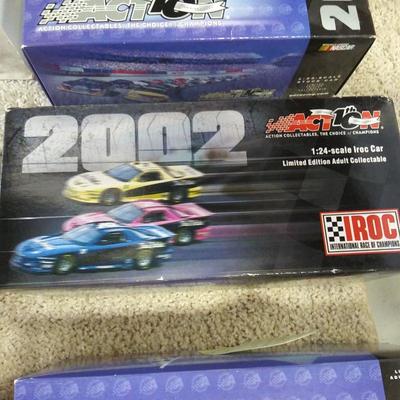 ACTION
ACTION COLLECTABLES, THE CHOICE of CHAMPIONS.
2
NASCAR
2002
ACTION
ACTION COLLECTABLES, THE CHOICE of CHAMPIONS
1:24-scale Iroc Car
Limited Edition Adult Collectable
IROC
INTERNATIONAL RACE OF CHAMPIONS